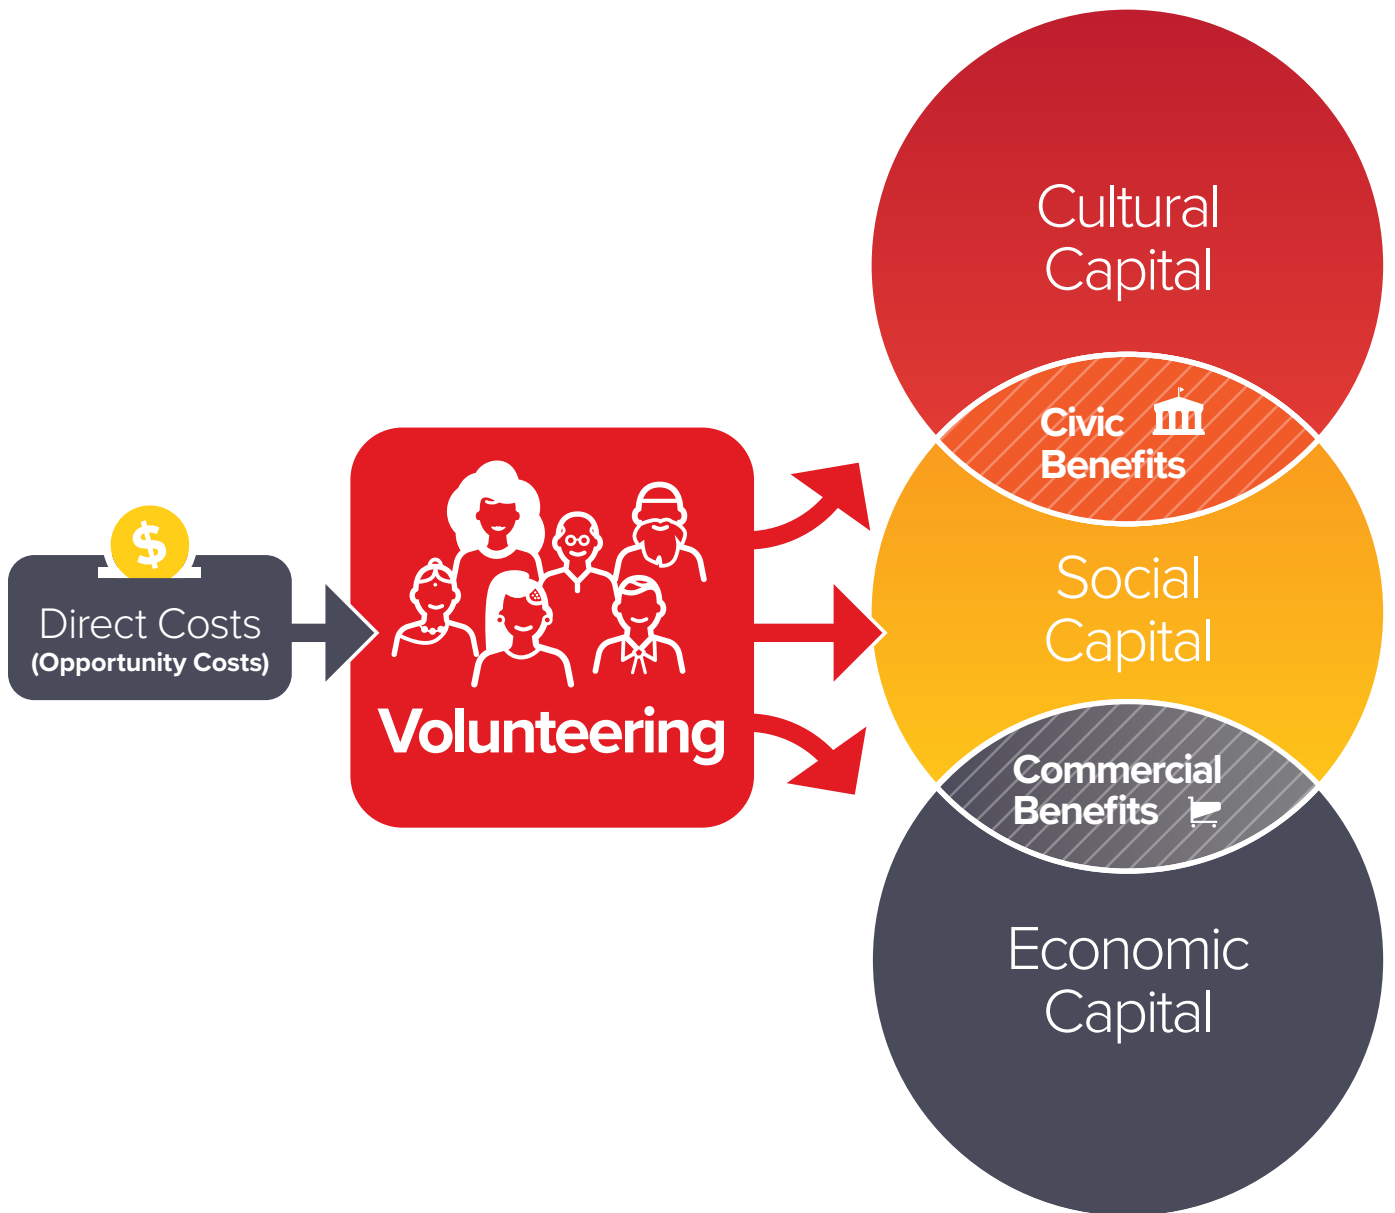 Direct Costs
(Opportunity Costs)
$
Volunteering
Cultural
Capital
Civic
Benefits
Social
Capital
Commercial
Benefits
Economic
Capital